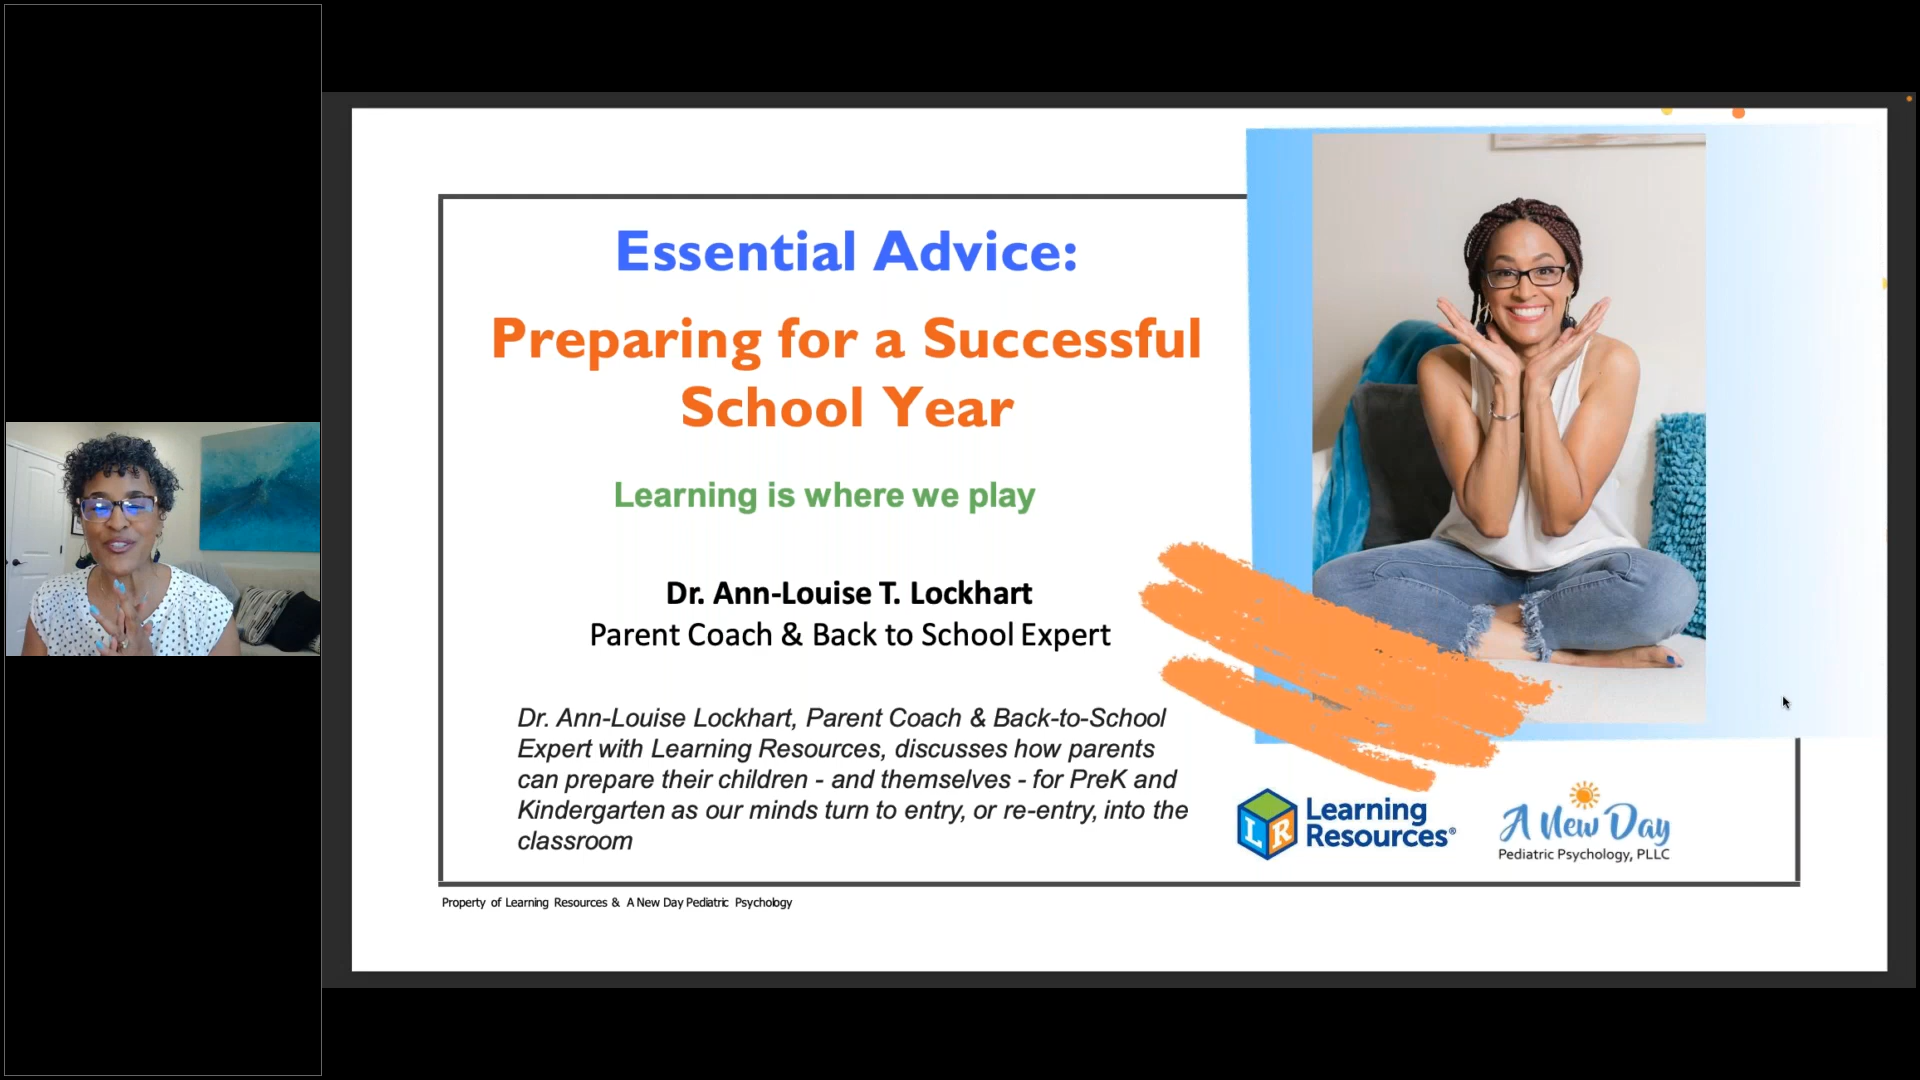 Essential Advice:
Preparing for a Successful
School Year
Learning is where we play
Dr. Ann-Louise T. Lockhart
Parent Coach & Back to School Expert
Dr. Ann-Louise Lockhart, Parent Coach & Back-to-School
Expert with Learning Resources, discusses how parents
can prepare their children - and themselves - for PreK and
Kindergarten as our minds turn to entry, or re-entry, into the
classroom
LR
Learning
Resources®
A New Day
Pediatric Psychology, PLLC
Property of Learning Resources & A New Day Pediatric Psychology